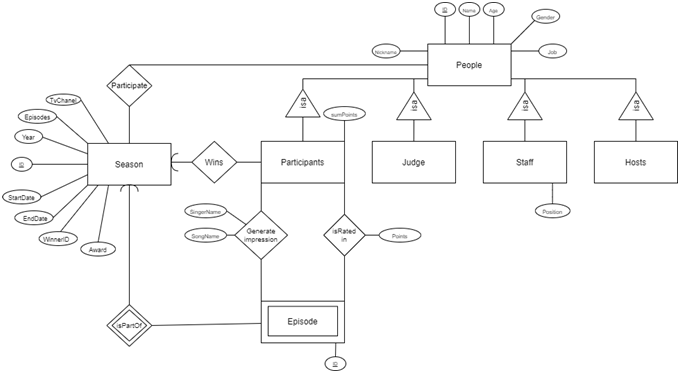 ID
Name
Age
Gender
Nickname
People
Job
TvChanel
Participate
isa
isa
isa
isa
sumPoints
Episodes
Year
ID
Season
Wins
Participants
Judge
Staff
Hosts
StartDate
EndDate
WinnerID
Award
SingerName
SongName
Generate
impression
isRated
in
Points
Position
isPartOf
Episode
ID